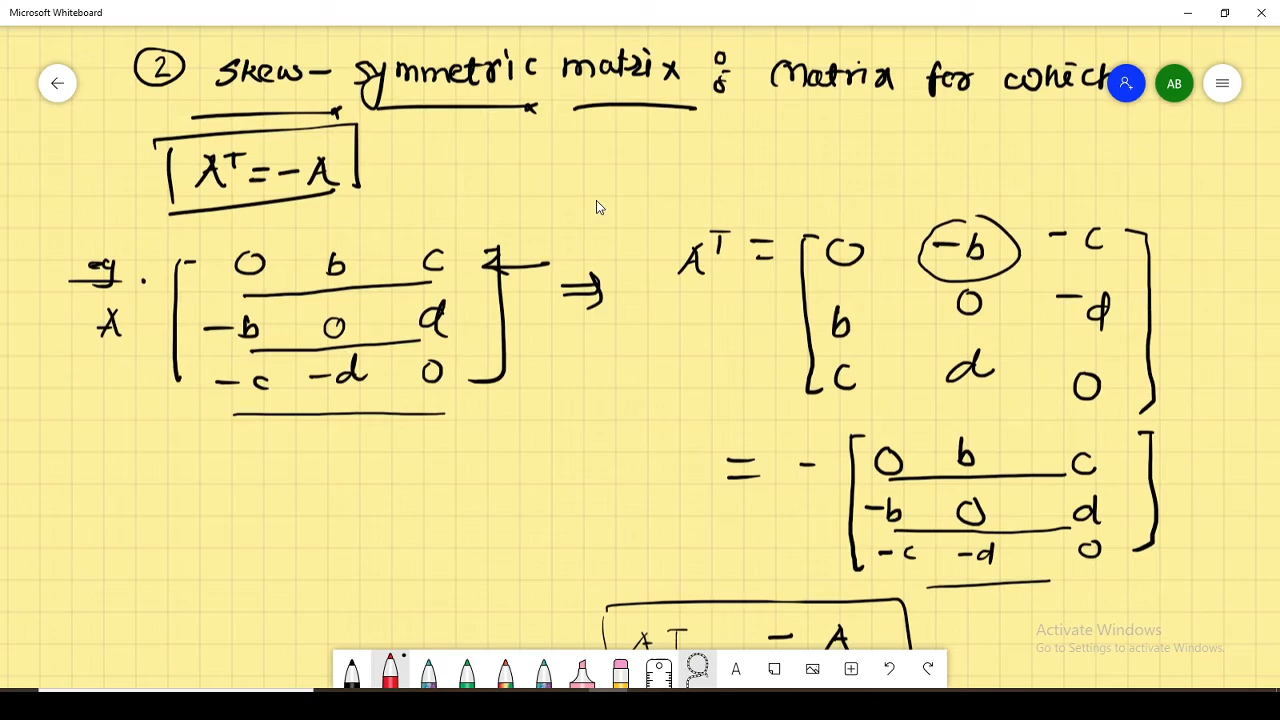 Microsoft Whiteboard
② Skew-symmetric matrix : Matrix for which
AB
A^T = -A
eg. A [ 0 b c
-b 0 d
-c -d 0 ] ⇒ A^T = [ 0 -b -c
b 0 -d
c d 0 ]
= - [ 0 b c
-b 0 d
-c -d 0 ]
A^T - A
Activate Windows
Go to Settings to activate Windows.
A